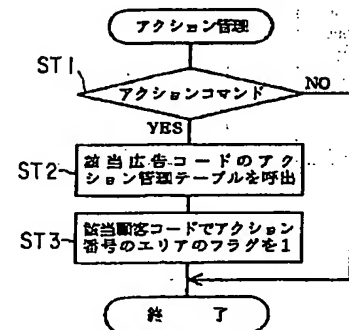 アクション管理
ST1
アクションコマンド
NO
YES
ST2
該当広告コードのアク
ション管理テーブルを呼出
ST3
該当顧客コードでアクション
番号のエリアのフラグを1
終 了